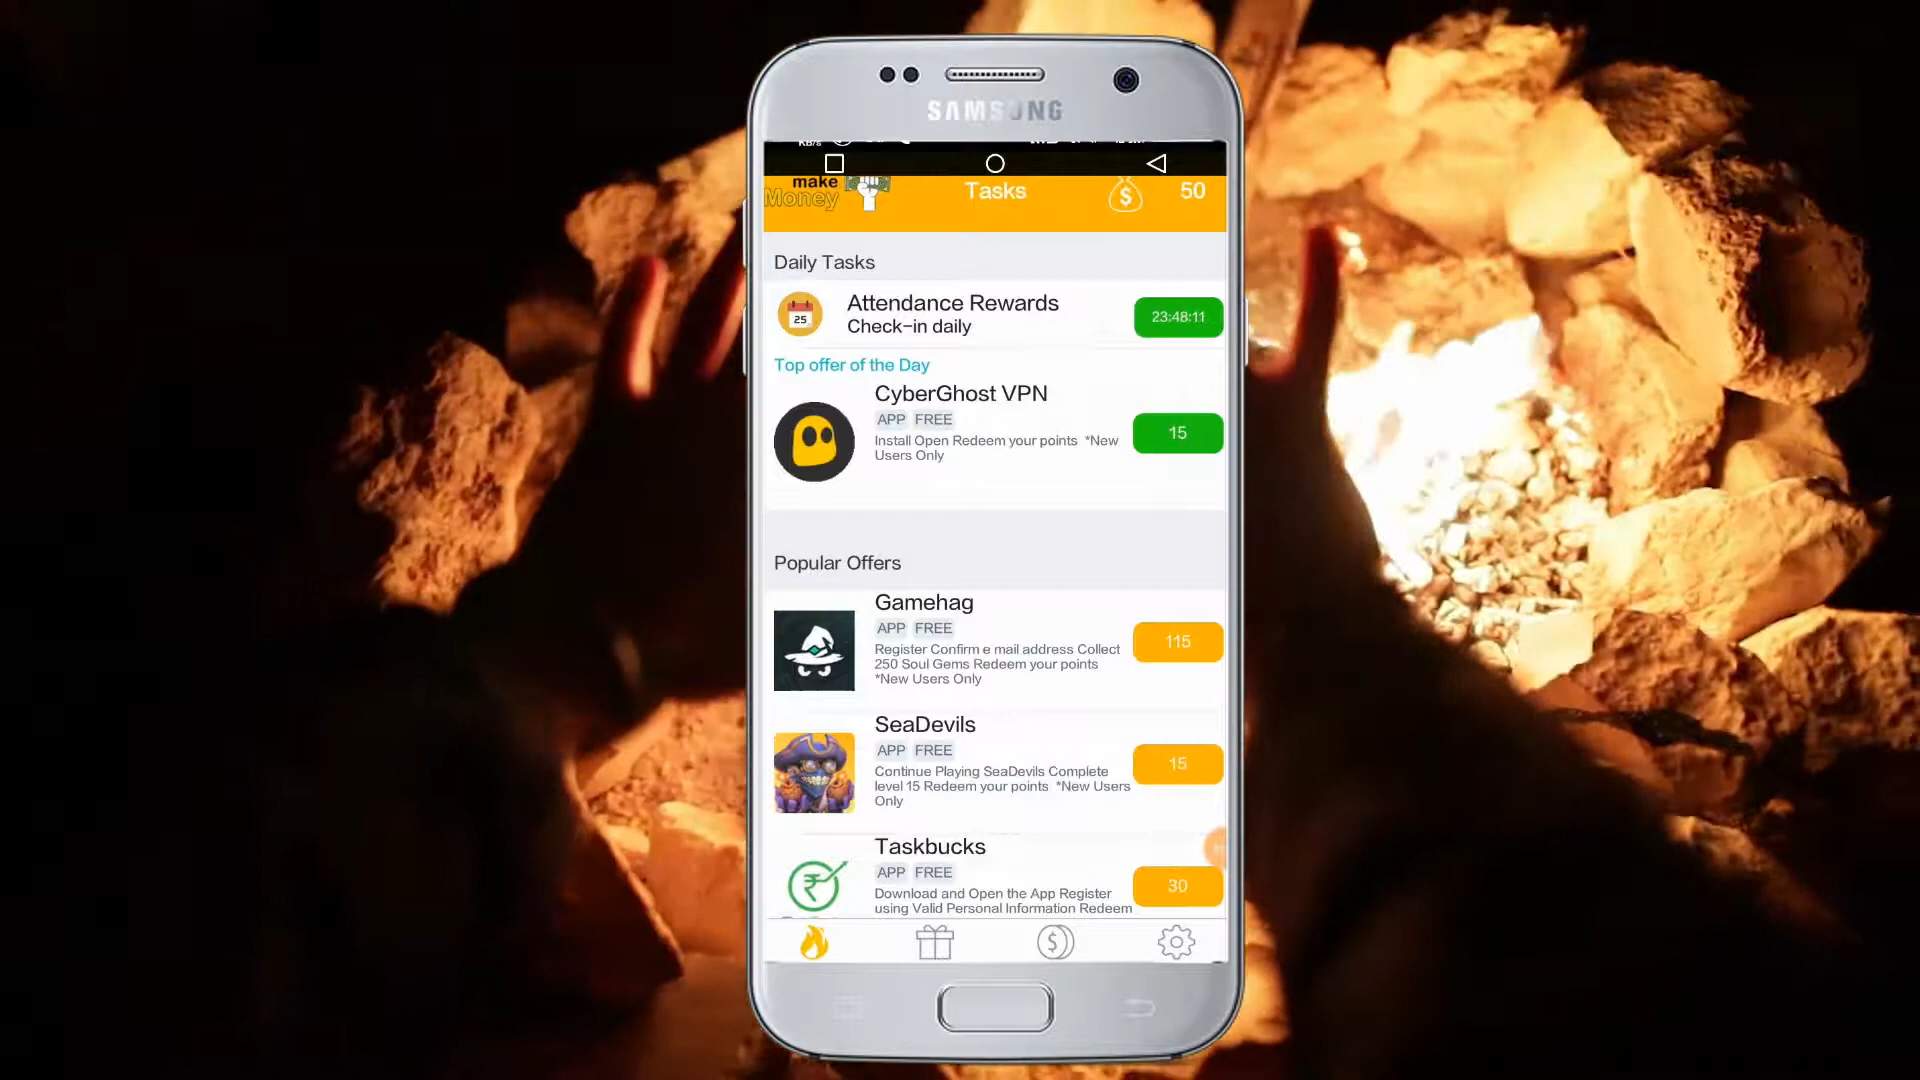 SAMSUNG
KB/s
make
Money
Tasks
$
50
Daily Tasks
25
Attendance Rewards
Check-in daily
23:48:11
Top offer of the Day
CyberGhost VPN
APP FREE
Install Open Redeem your points *New
Users Only
15
Popular Offers
Gamehag
APP FREE
Register Confirm e mail address Collect
250 Soul Gems Redeem your points
*New Users Only
115
SeaDevils
APP FREE
Continue Playing SeaDevils Complete
level 15 Redeem your points *New Users
Only
15
Taskbucks
APP FREE
Download and Open the App Register
using Valid Personal Information Redeem
30
$